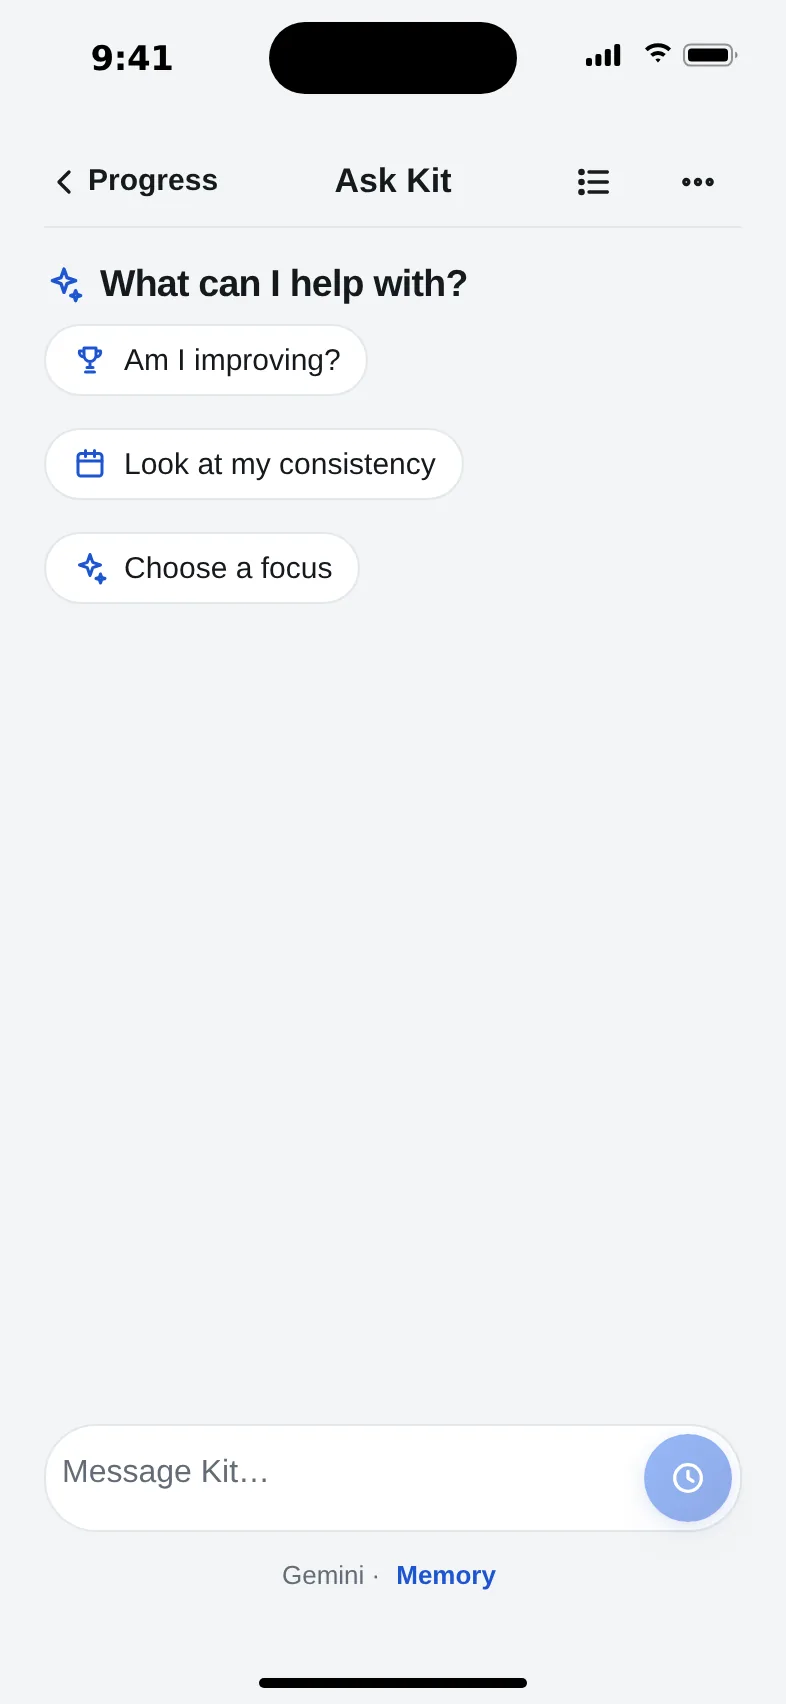 9:41
Progress
Ask Kit
What can I help with?
Am I improving?
Look at my consistency
Choose a focus
Message Kit…
Gemini · Memory